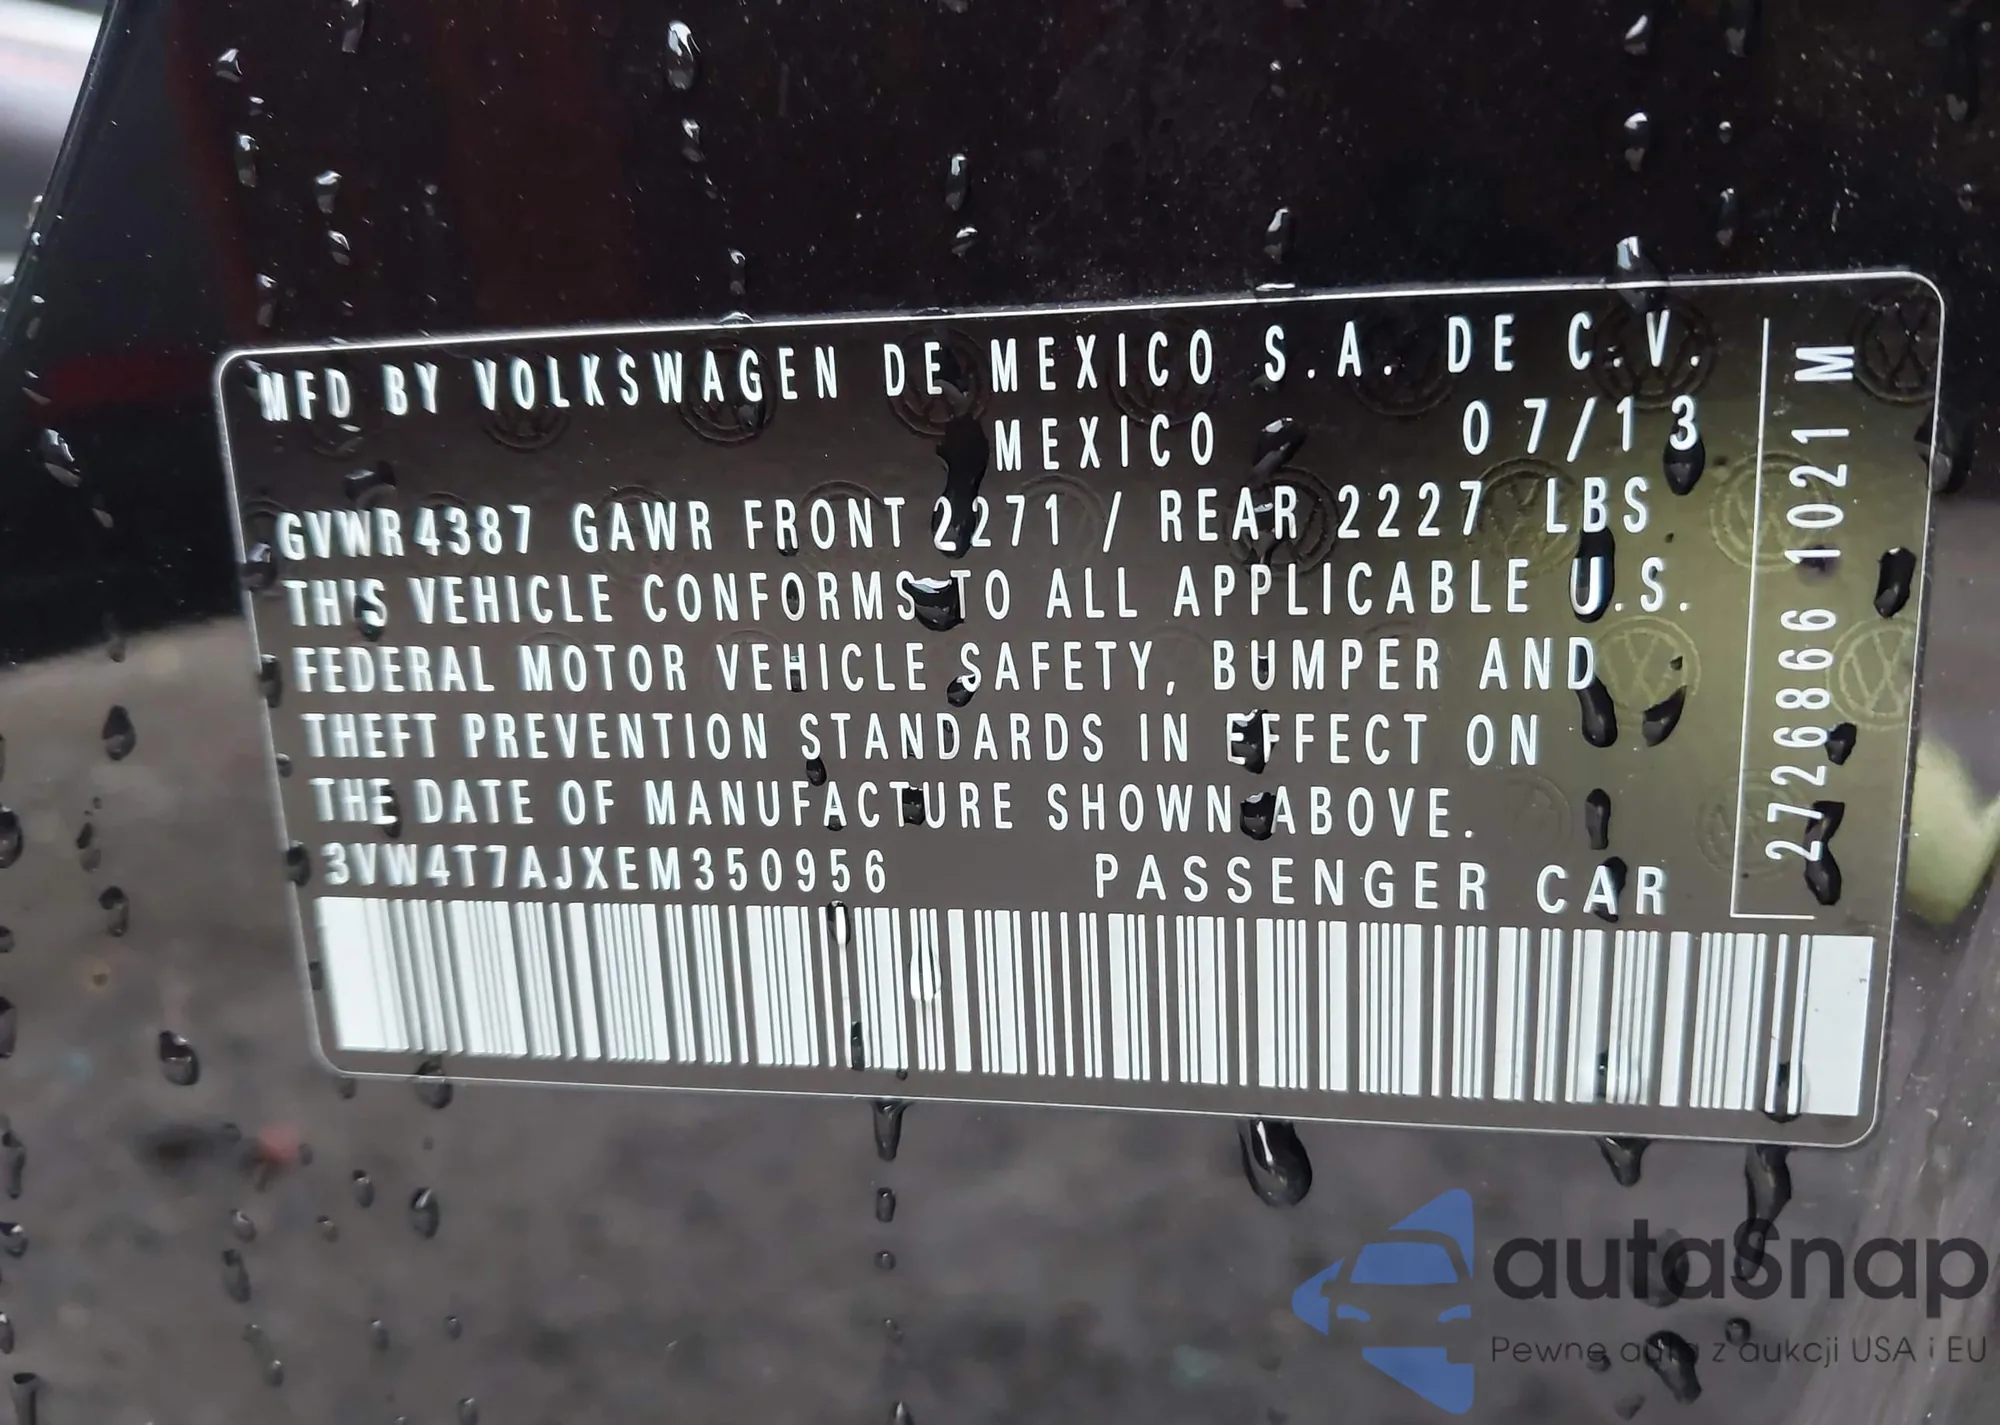 MFD BY VOLKSWAGEN DE MEXICO S.A. DE C.V.
MEXICO 07/13
GVWR 4387 GAWR FRONT 2271 / REAR 2227 LBS
THIS VEHICLE CONFORMS TO ALL APPLICABLE U.S.
FEDERAL MOTOR VEHICLE SAFETY, BUMPER AND
THEFT PREVENTION STANDARDS IN EFFECT ON
THE DATE OF MANUFACTURE SHOWN ABOVE.
3VW4T7AJXEM350956 PASSENGER CAR
2726866 1021 M
autaSnap
Pewne auta z aukcji USA i EU